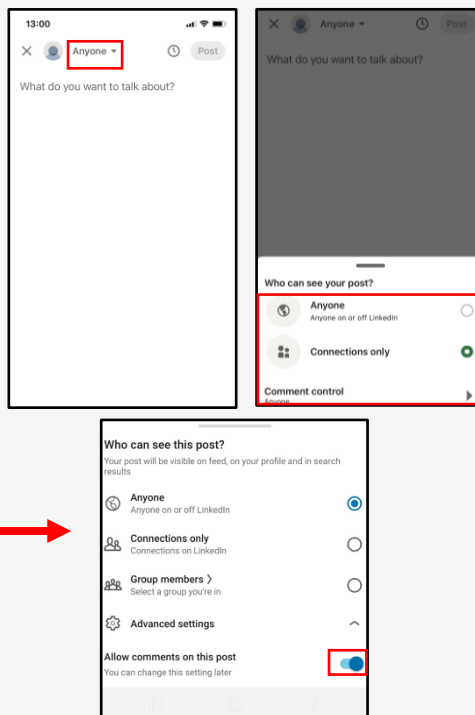 13:00
Anyone
Post
What do you want to talk about?
Anyone
Post
What do you want to talk about?
Who can see your post?
Anyone
Anyone on or off LinkedIn
Connections only
Comment control
Anyone
Who can see this post?
Your post will be visible on feed, on your profile and in search
results
Anyone
Anyone on or off LinkedIn
Connections only
Connections on LinkedIn
Group members
Select a group you're in
Advanced settings
Allow comments on this post
You can change this setting later